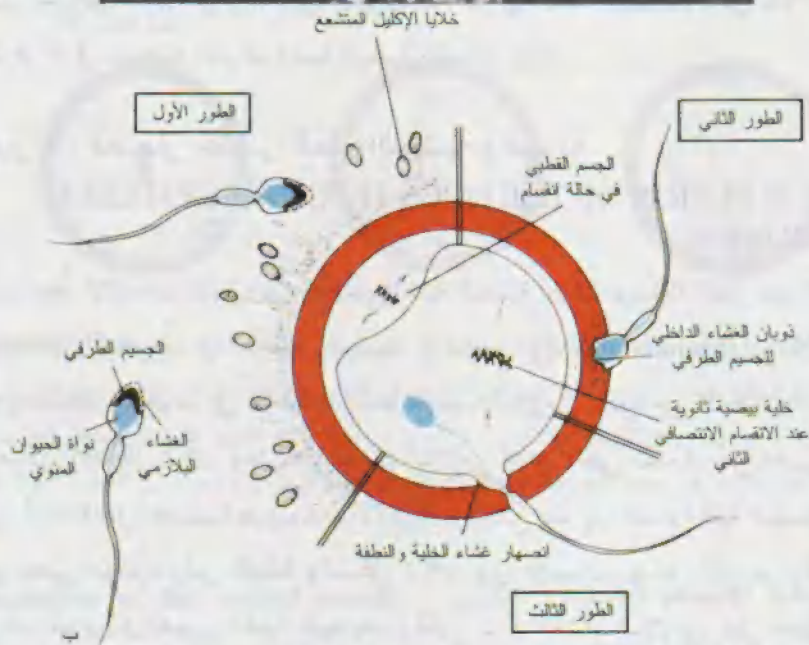 خلايا الإكليل المتشعع
الطور الأول
الطور الثاني
الجسم القطبي
في حالة انقسام
ذوبان الغشاء الداخلي
للجسيم الطرفي
الجسيم الطرفي
خلية بيضية ثانوية
عند الانقسام الانتصافي
الثاني
الغشاء
البلازمي
نواة الحيوان
المنوي
انصهار غشاء الخلية والنطفة
الطور الثالث
ب